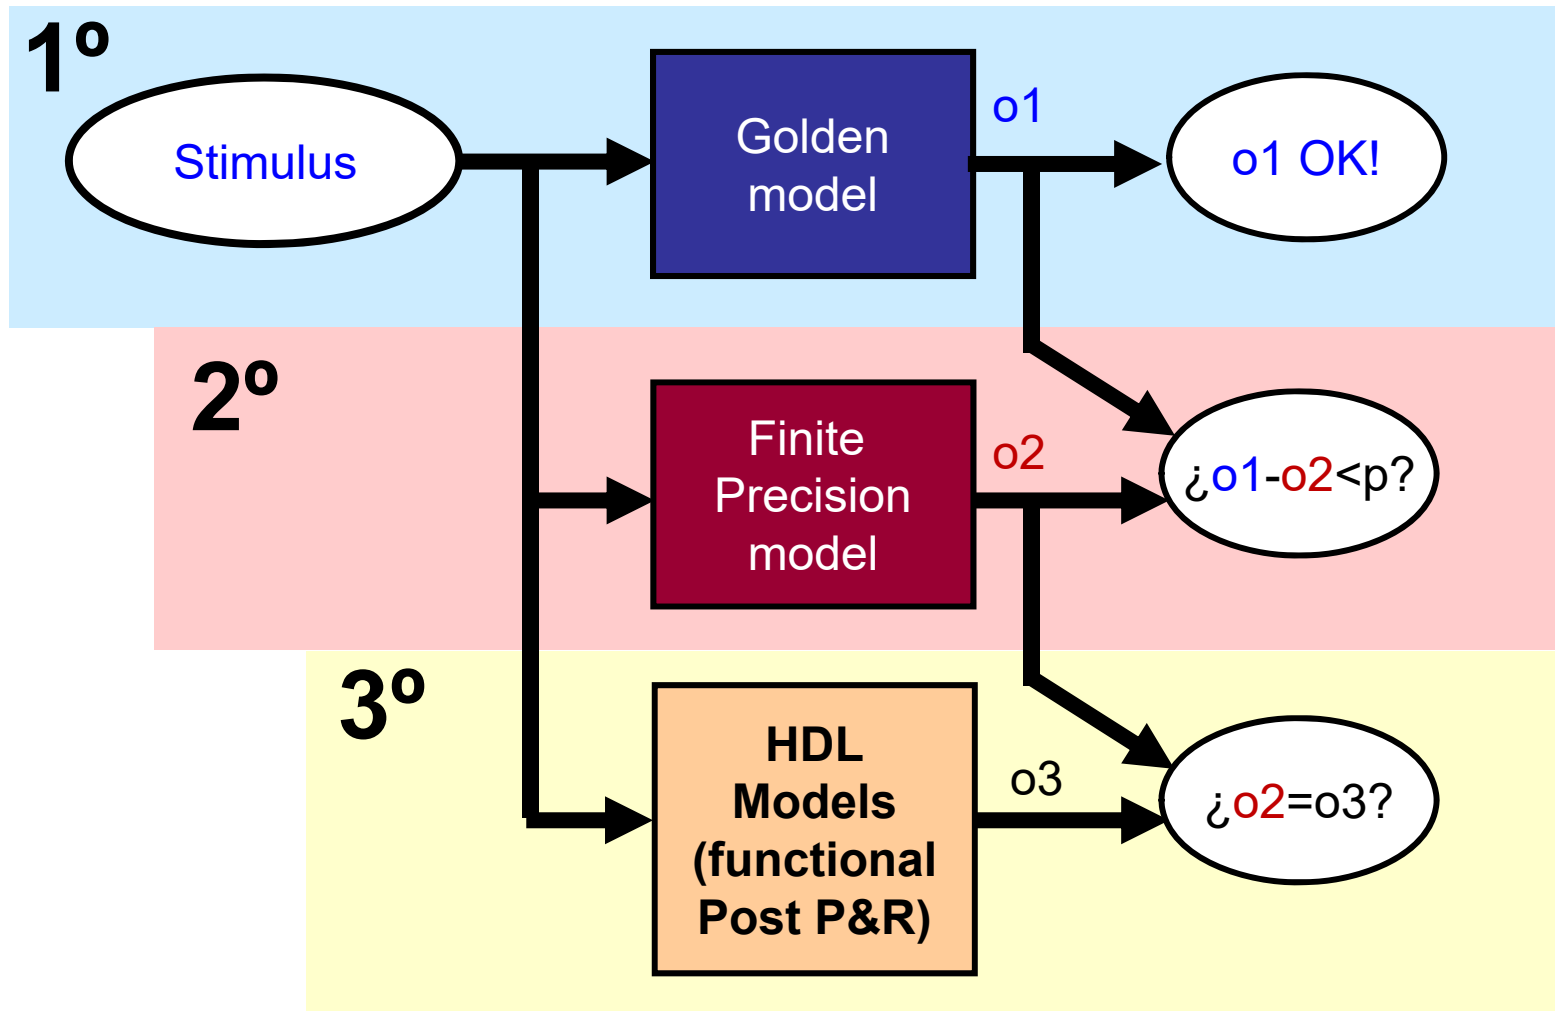 1º
Stimulus
Golden
model
o1
o1 OK!
2º
Finite
Precision
model
o2
¿o1-o2<p?
3º
HDL
Models
(functional
Post P&R)
o3
¿o2=o3?